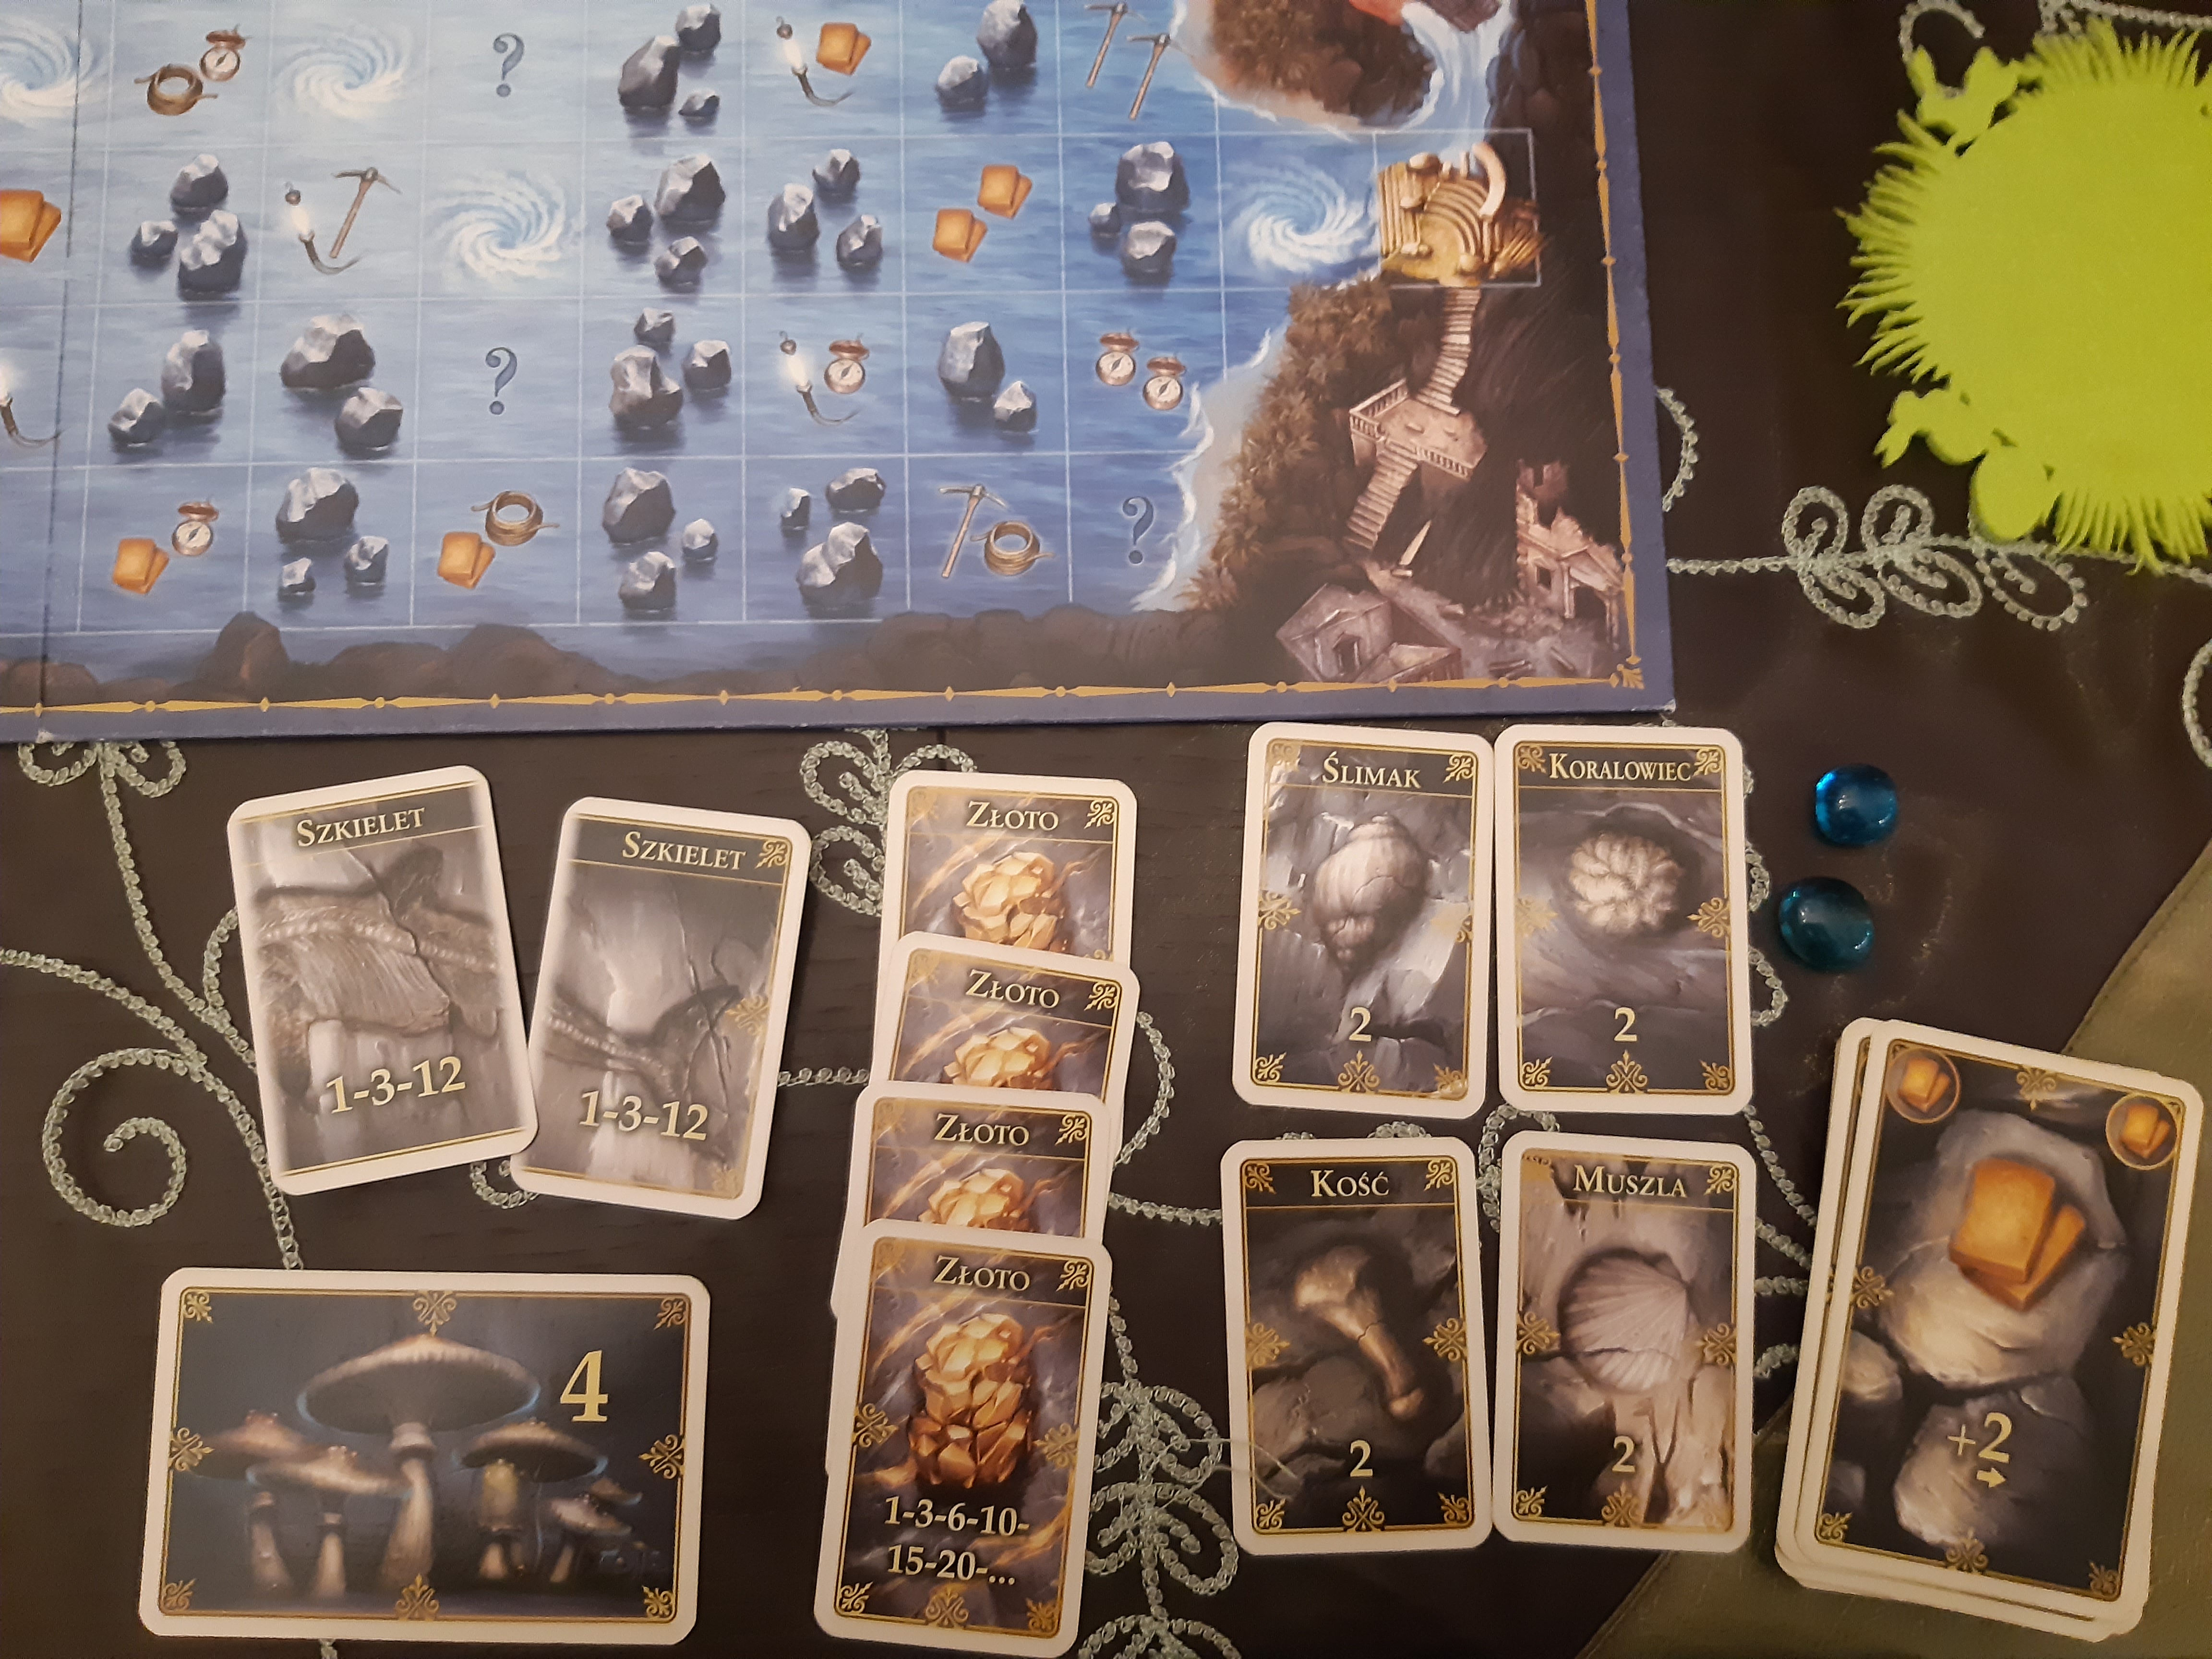 4
SZKIELET
1-3-12
SZKIELET
1-3-12
ZŁOTO
ZŁOTO
ZŁOTO
ZŁOTO
1-3-6-10-
15-20-...
ŚLIMAK
2
KOŚĆ
2
KORALOWIEC
2
MUSZLA
2
+2
?
?
?